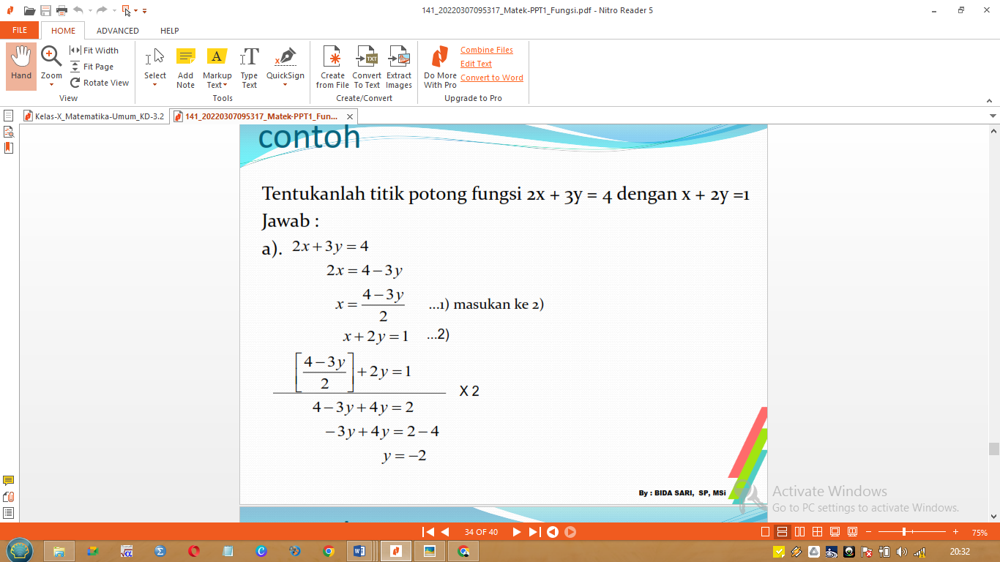 141_20220307095317_Matek-PPT1_Fungsi.pdf - Nitro Reader 5
FILE HOME ADVANCED HELP
Hand
Zoom
Fit Width
Fit Page
Rotate View
View
Select
Add Note
Markup Text
Type Text
QuickSign
Tools
Create from File
Convert To Text
Extract Images
Create/Convert
Do More With Pro
Combine Files
Edit Text
Convert to Word
Upgrade to Pro
Kelas-X_Matematika-Umum_KD-3.2
141_20220307095317_Matek-PPT1_Fun...
contoh
Tentukanlah titik potong fungsi 2x + 3y = 4 dengan x + 2y =1
Jawab :
a). 2x + 3y = 4
2x = 4 − 3y
x = (4 − 3y)/2 ...1) masukan ke 2)
x + 2y = 1 ...2)
[(4 − 3y)/2] + 2y = 1
X 2
4 − 3y + 4y = 2
−3y + 4y = 2 − 4
y = −2
By : BIDA SARI, SP, MSi
Activate Windows
Go to PC settings to activate Windows.
34 OF 40
75%
20:32